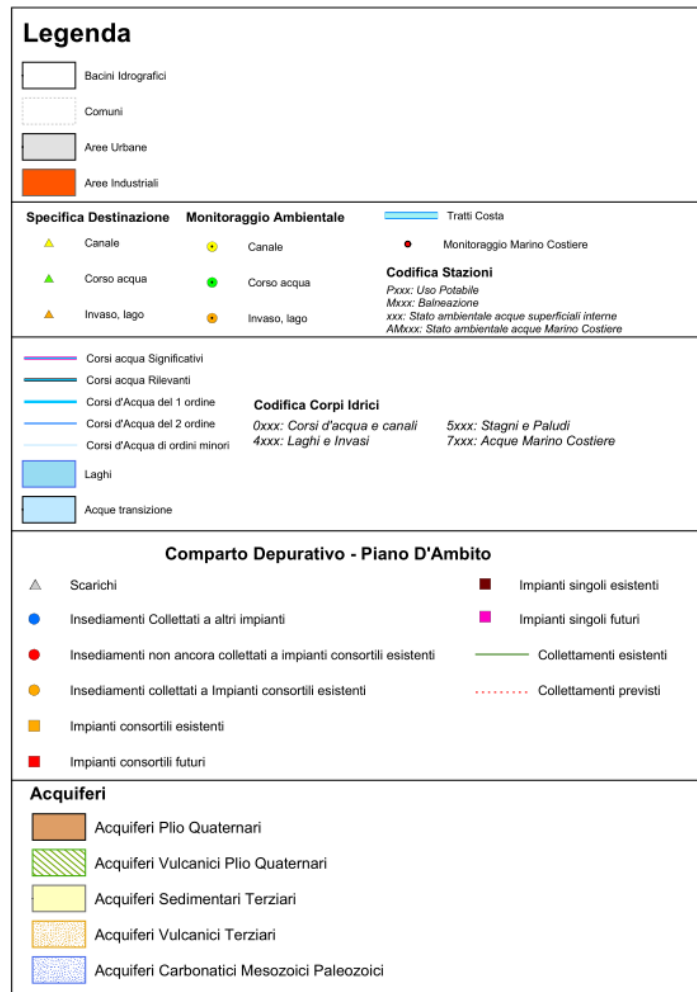 Legenda
Bacini Idrografici
Comuni
Aree Urbane
Aree Industriali
Specifica Destinazione
Canale
Corso acqua
Invaso, lago
Monitoraggio Ambientale
Canale
Corso acqua
Invaso, lago
Tratti Costa
Monitoraggio Marino Costiere
Codifica Stazioni
Pxxx: Uso Potabile
Mxxx: Balneazione
xxx: Stato ambientale acque superficiali interne
AMxxx: Stato ambientale acque Marino Costiere
Corsi acqua Significativi
Corsi acqua Rilevanti
Corsi d'Acqua del 1 ordine
Corsi d'Acqua del 2 ordine
Corsi d'Acqua di ordini minori
Laghi
Acque transizione
Codifica Corpi Idrici
0xxx: Corsi d'acqua e canali
4xxx: Laghi e Invasi
5xxx: Stagni e Paludi
7xxx: Acque Marino Costiere
Comparto Depurativo - Piano D'Ambito
Scarichi
Insediamenti Collettati a altri impianti
Insediamenti non ancora collettati a impianti consortili esistenti
Insediamenti collettati a Impianti consortili esistenti
Impianti consortili esistenti
Impianti consortili futuri
Impianti singoli esistenti
Impianti singoli futuri
Collettamenti esistenti
Collettamenti previsti
Acquiferi
Acquiferi Plio Quaternari
Acquiferi Vulcanici Plio Quaternari
Acquiferi Sedimentari Terziari
Acquiferi Vulcanici Terziari
Acquiferi Carbonatici Mesozoici Paleozoici